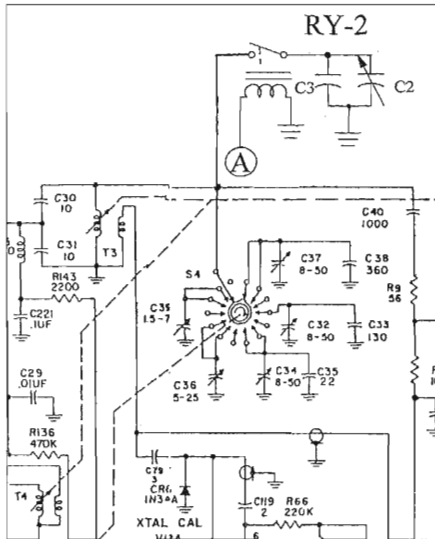 RY-2
C3
C2
A
C30
10
C40
1000
C31
10
T3
R143
2200
S4
C37
8-50
C38
360
R9
56
C221
.1UF
C39
1.5-7
C32
8-50
C33
130
C29
.01UF
C36
5-25
C34
8-50
C35
22
R136
470K
C79
3
CR6
1N34A
T4
C119
2
R66
220K
XTAL CAL
6